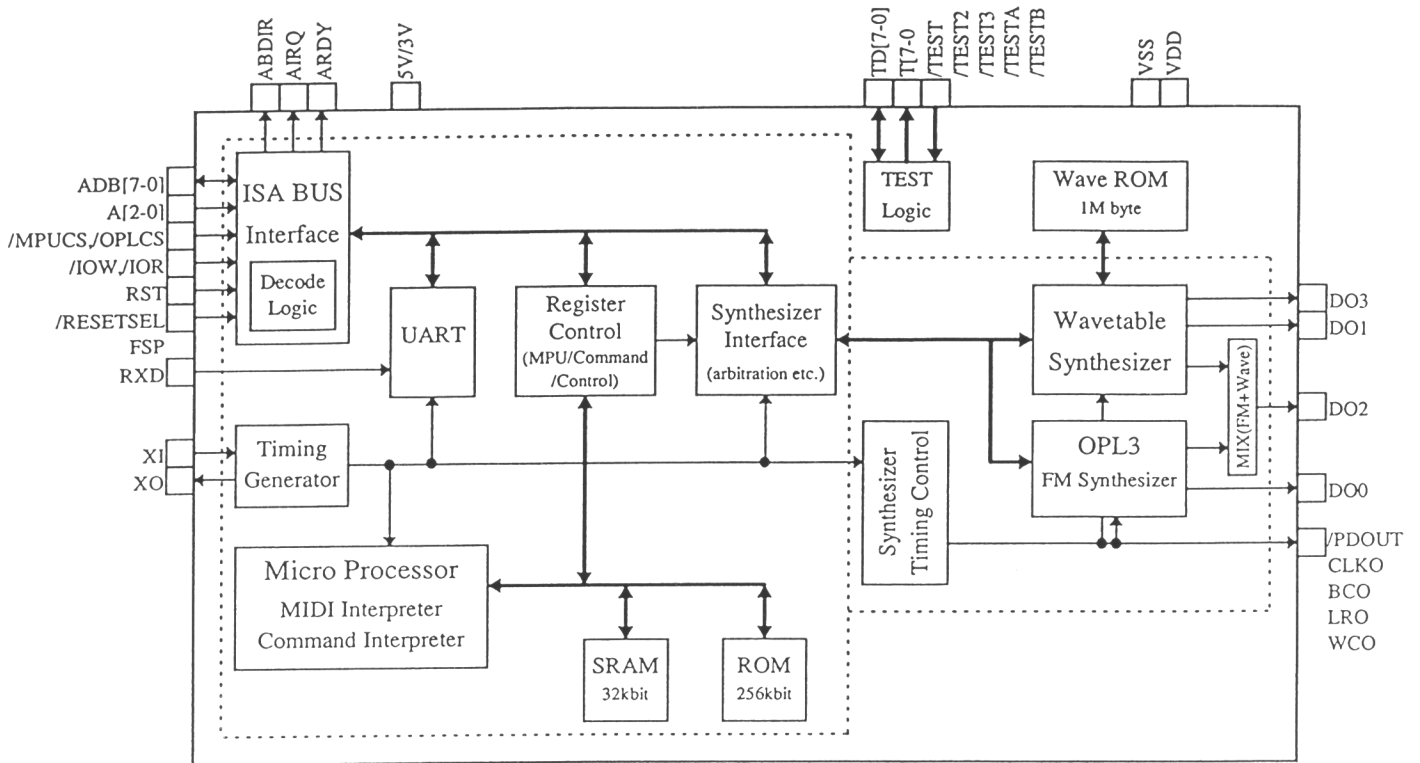 ABDIR
AIRQ
ARDY
5V/3V
TD[7-0]
T[7-0
/TEST
/TEST2
/TEST3
/TESTA
/TESTB
VSS
VDD
ADB[7-0]
A[2-0]
/MPUCS,/OPLCS
/IOW,/IOR
RST
/RESETSEL
FSP
RXD
XI
XO
ISA BUS
Interface
Decode
Logic
UART
Register
Control
(MPU/Command
/Control)
Synthesizer
Interface
(arbitration etc.)
TEST
Logic
Wave ROM
1M byte
Wavetable
Synthesizer
MIX(FM+Wave)
OPL3
FM Synthesizer
Timing
Generator
Synthesizer
Timing Control
Micro Processor
MIDI Interpreter
Command Interpreter
SRAM
32kbit
ROM
256kbit
DO3
DO1
DO2
DO0
/PDOUT
CLKO
BCO
LRO
WCO